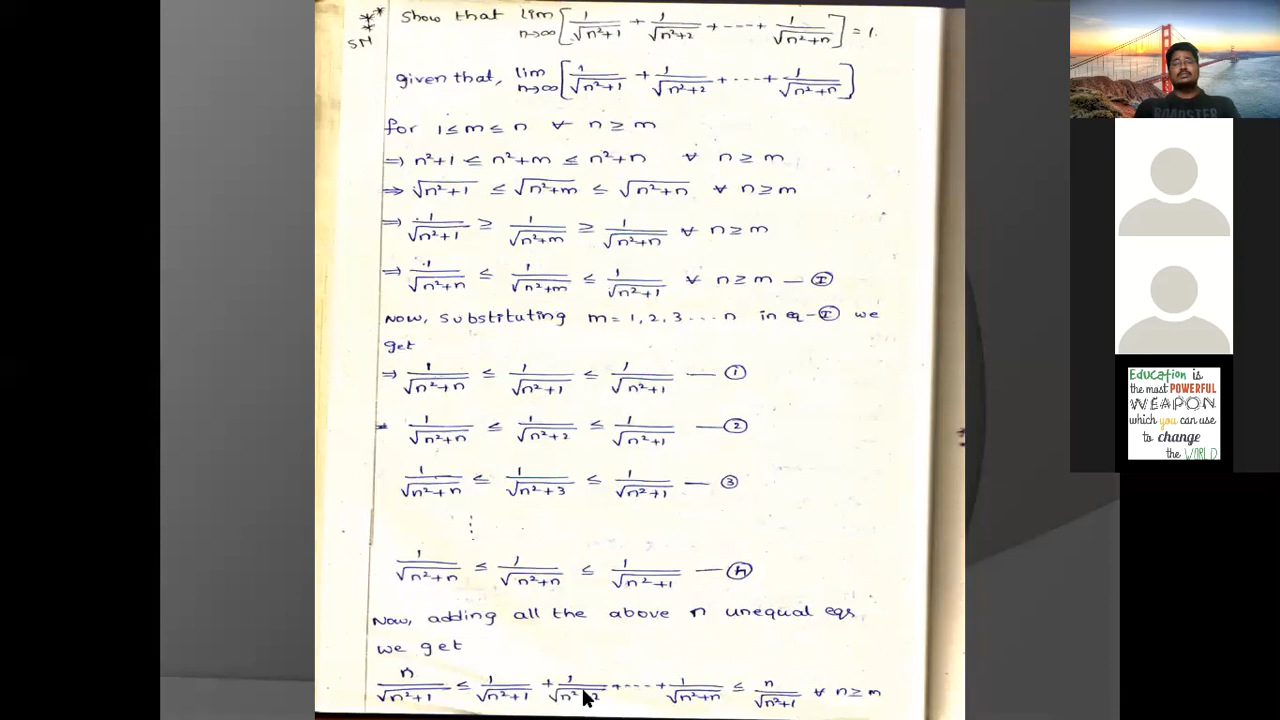 ** * SN Show that lim n→∞ [1/√n²+1 + 1/√n²+2 + ---- + 1/√n²+n] = 1.
given that, lim n→∞ [1/√n²+1 + 1/√n²+2 + ---- + 1/√n²+n]
for 1 ≤ m ≤ n ∀ n ≥ m
⇒ n²+1 ≤ n²+m ≤ n²+n ∀ n ≥ m
⇒ √n²+1 ≤ √n²+m ≤ √n²+n ∀ n ≥ m
⇒ 1/√n²+1 ≥ 1/√n²+m ≥ 1/√n²+n ∀ n ≥ m
⇒ 1/√n²+n ≤ 1/√n²+m ≤ 1/√n²+1 ∀ n ≥ m — Ⓘ
Now, substituting m = 1, 2, 3 .... n in eq - Ⓘ we
get
⇒ 1/√n²+n ≤ 1/√n²+1 ≤ 1/√n²+1 — ①
1/√n²+n ≤ 1/√n²+2 ≤ 1/√n²+1 — ②
1/√n²+n ≤ 1/√n²+3 ≤ 1/√n²+1 — ③
⋮
1/√n²+n ≤ 1/√n²+n ≤ 1/√n²+1 — ⓝ
Now, adding all the above n unequal eqs
we get
n/√n²+1 ≤ 1/√n²+1 + 1/√n²+2 + ---- + 1/√n²+n ≤ n/√n²+1 ∀ n ≥ m
ROADSTER
Education is
the most POWERFUL
WEAPON
which you can use
to change
the WORLD